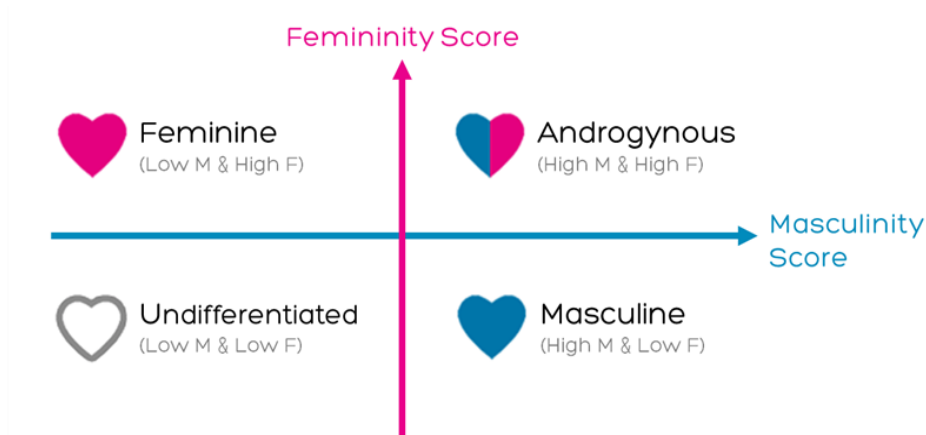 Femininity Score
Feminine
(Low M & High F)
Androgynous
(High M & High F)
Masculinity
Score
Undifferentiated
(Low M & Low F)
Masculine
(High M & Low F)